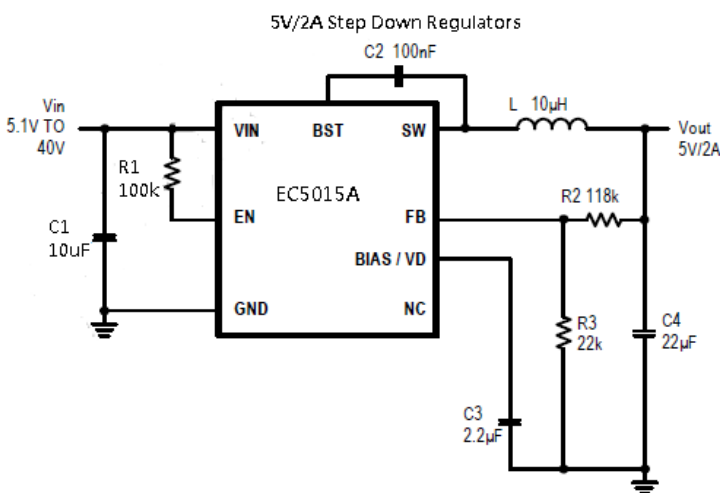 5V/2A Step Down Regulators
C2 100nF
Vin
5.1V TO
40V
VIN
BST
SW
L 10µH
Vout
5V/2A
R1
100k
EC5015A
R2 118k
EN
FB
C1
10uF
BIAS / VD
GND
NC
R3
22k
C4
22µF
C3
2.2µF